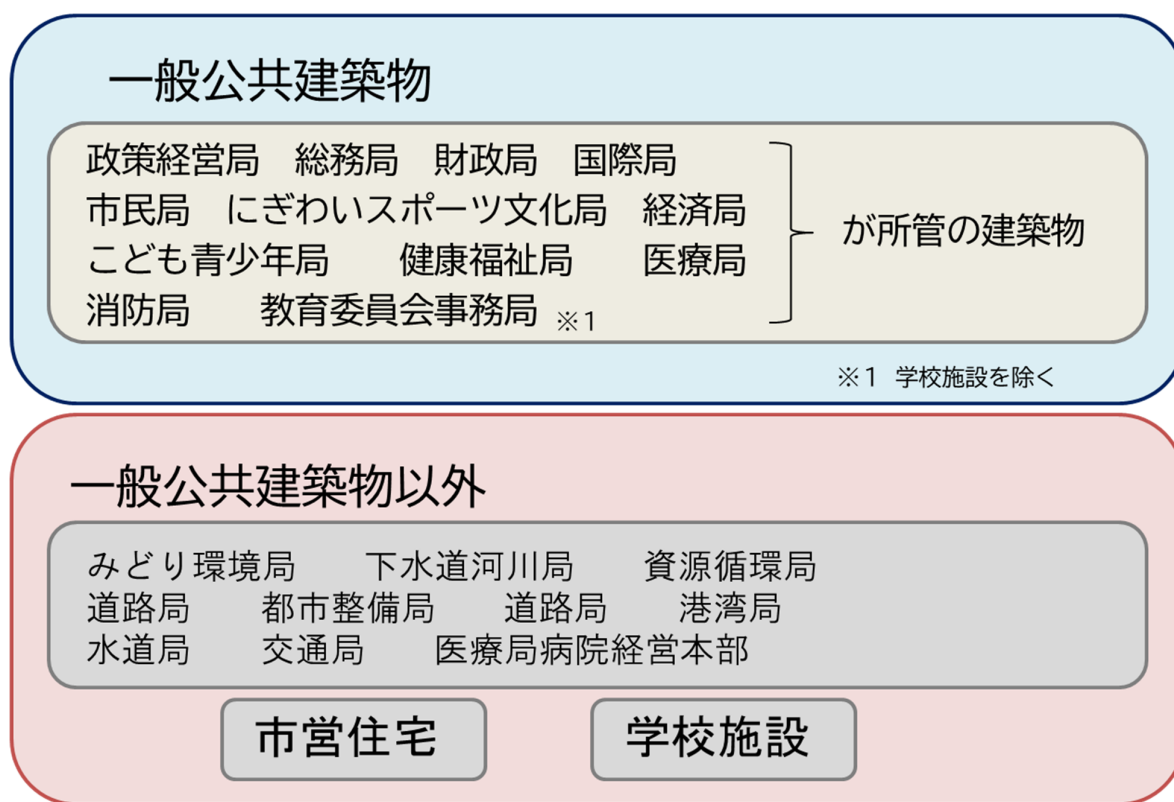 一般公共建築物
政策経営局　総務局　財政局　国際局
市民局　にぎわいスポーツ文化局　経済局
こども青少年局　　健康福祉局　　医療局
消防局　　教育委員会事務局 ※1
が所管の建築物
※1 学校施設を除く
一般公共建築物以外
みどり環境局　　下水道河川局　　資源循環局
道路局　　都市整備局　　道路局　　港湾局
水道局　　交通局　　医療局病院経営本部
市営住宅
学校施設